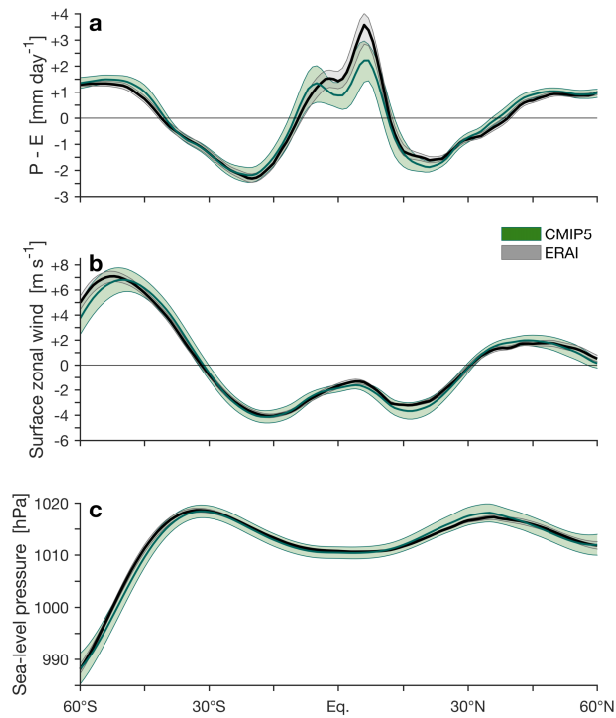 a
P - E [mm day-1]
+4
+3
+2
+1
0
-1
-2
-3
CMIP5
ERAI
b
Surface zonal wind [m s-1]
+8
+6
+4
+2
0
-2
-4
-6
c
Sea-level pressure [hPa]
1020
1010
1000
990
60°S
30°S
Eq.
30°N
60°N